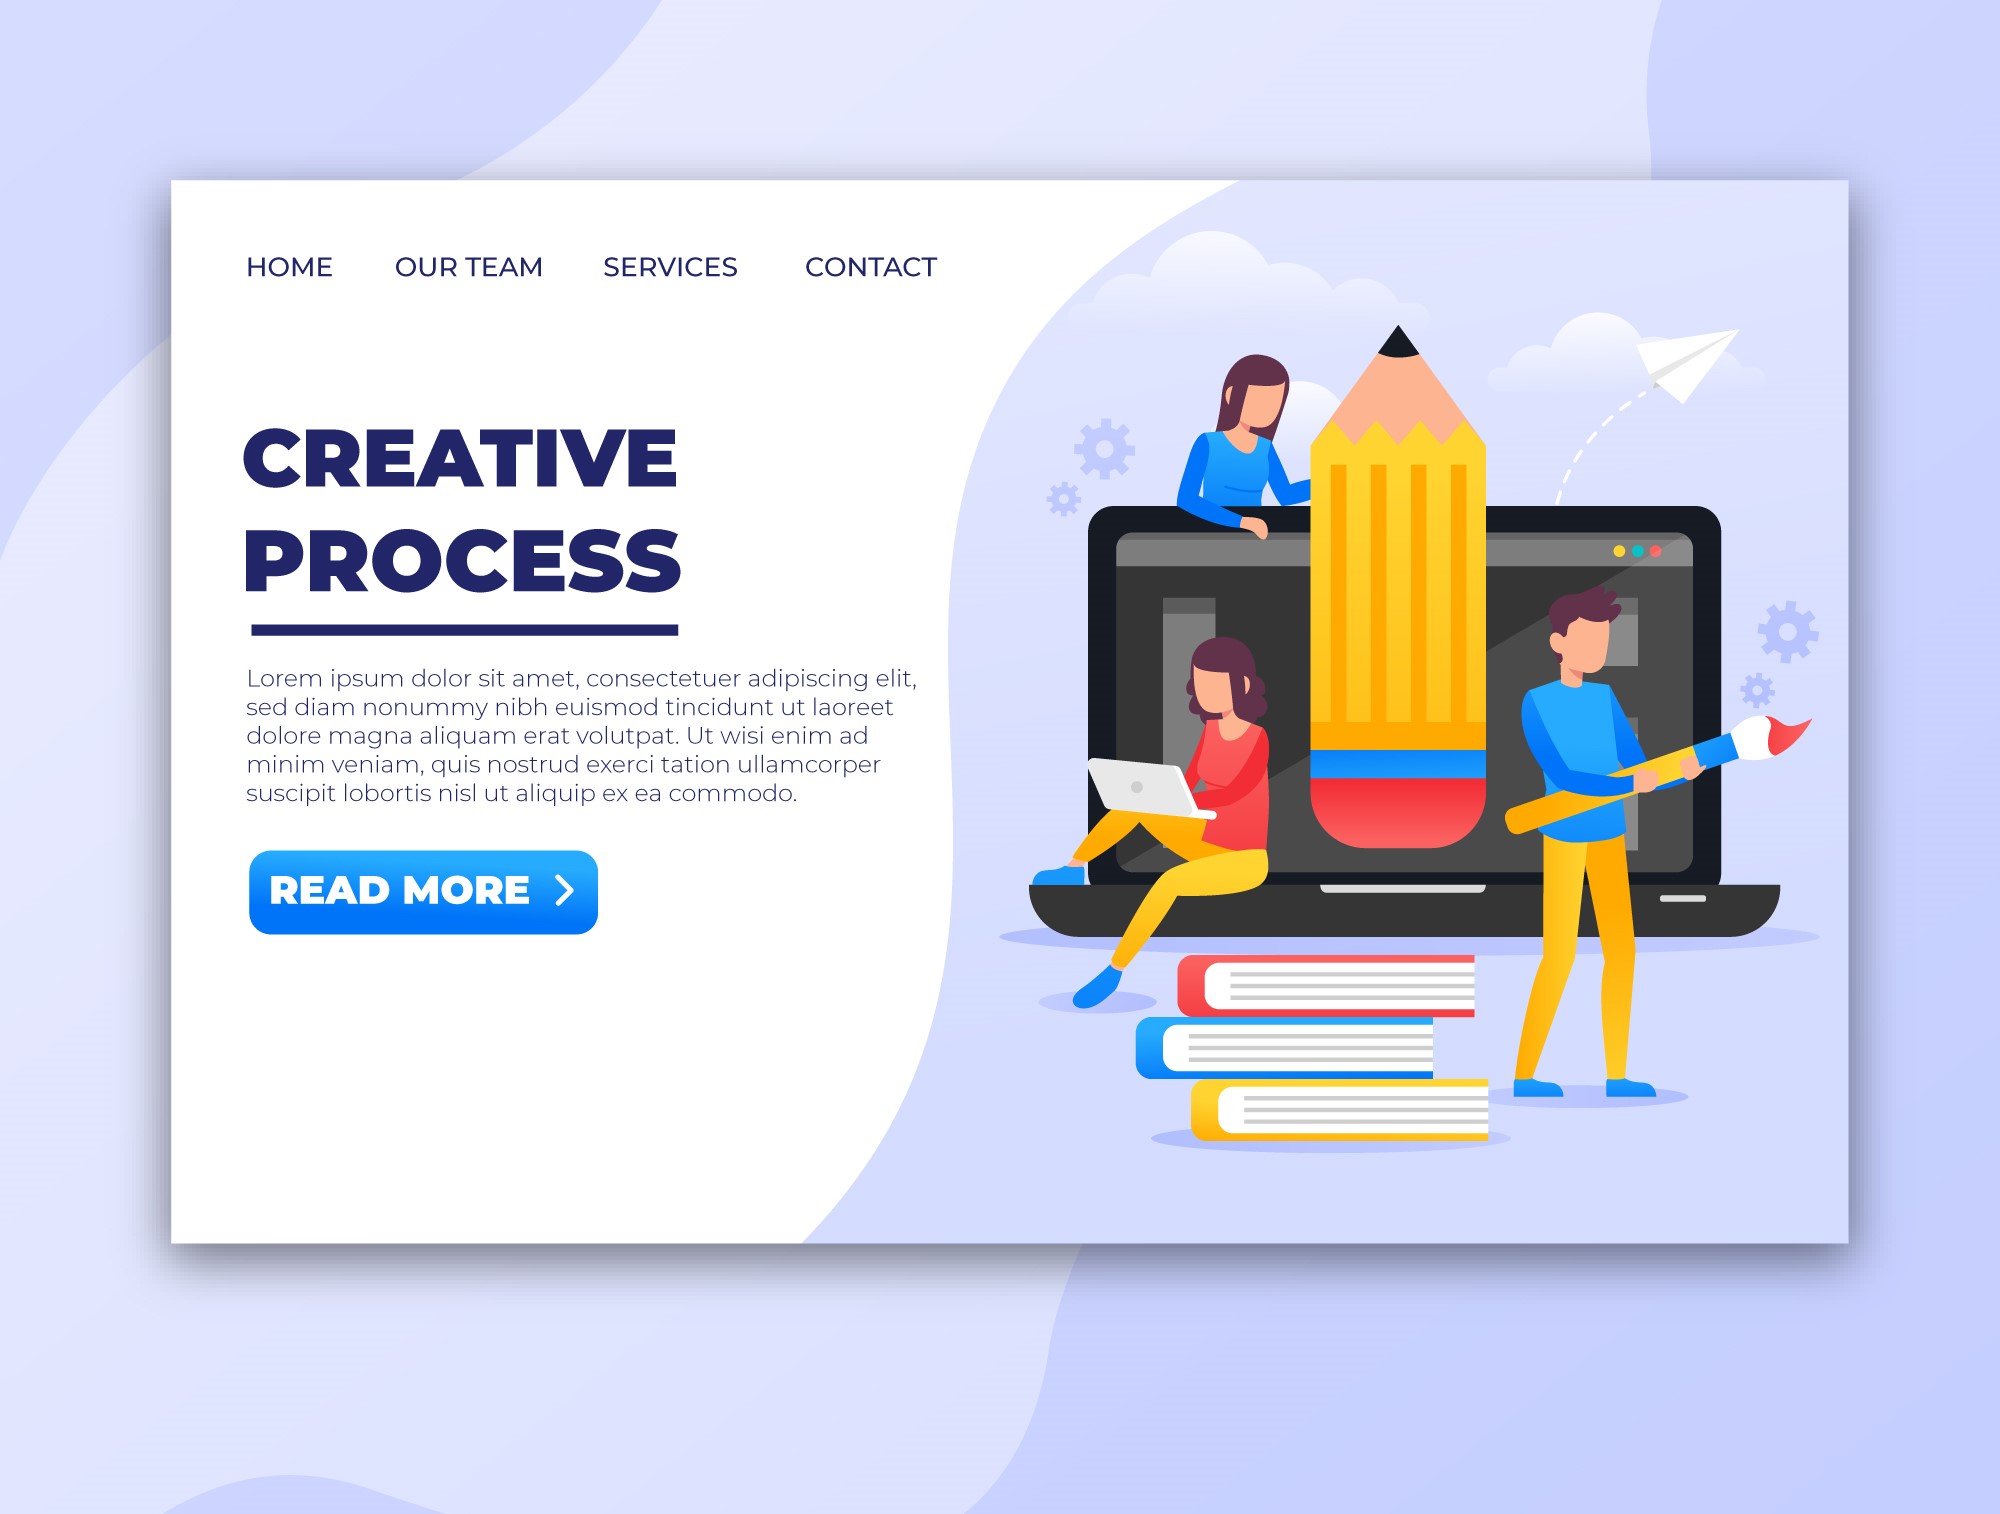 HOME OUR TEAM SERVICES CONTACT
CREATIVE
PROCESS
Lorem ipsum dolor sit amet, consectetuer adipiscing elit,
sed diam nonummy nibh euismod tincidunt ut laoreet
dolore magna aliquam erat volutpat. Ut wisi enim ad
minim veniam, quis nostrud exerci tation ullamcorper
suscipit lobortis nisl ut aliquip ex ea commodo.
READ MORE